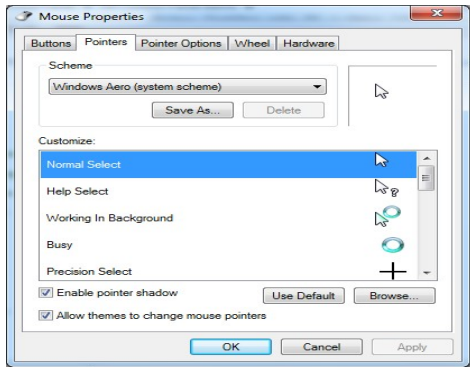 Mouse Properties
Buttons Pointers Pointer Options Wheel Hardware
Scheme
Windows Aero (system scheme)
Save As... Delete
Customize:
Normal Select
Help Select
Working In Background
Busy
Precision Select
Enable pointer shadow Use Default Browse...
Allow themes to change mouse pointers
OK Cancel Apply